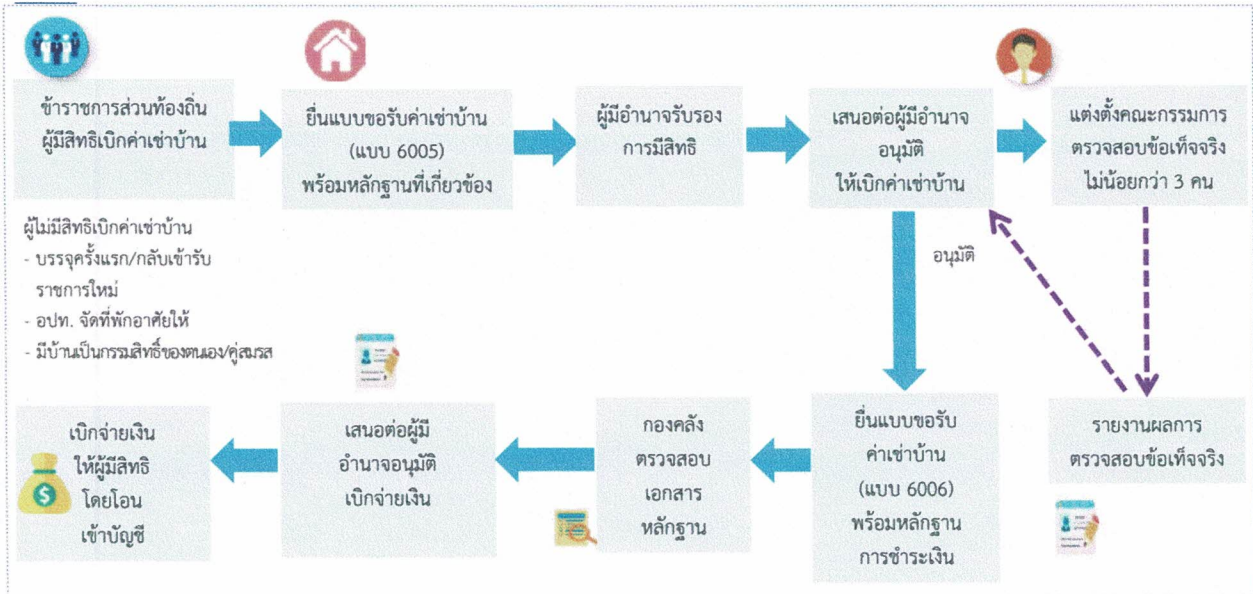 ข้าราชการส่วนท้องถิ่น
ผู้มีสิทธิเบิกค่าเช่าบ้าน
ยื่นแบบขอรับค่าเช่าบ้าน
(แบบ 6005)
พร้อมหลักฐานที่เกี่ยวข้อง
ผู้มีอำนาจรับรอง
การมีสิทธิ
เสนอต่อผู้มีอำนาจ
อนุมัติ
ให้เบิกค่าเช่าบ้าน
แต่งตั้งคณะกรรมการ
ตรวจสอบข้อเท็จจริง
ไม่น้อยกว่า 3 คน
ผู้ไม่มีสิทธิเบิกค่าเช่าบ้าน
- บรรจุครั้งแรก/กลับเข้ารับ
ราชการใหม่
- อปท. จัดที่พักอาศัยให้
- มีบ้านเป็นกรรมสิทธิ์ของตนเอง/คู่สมรส
อนุมัติ
รายงานผลการ
ตรวจสอบข้อเท็จจริง
ยื่นแบบขอรับ
ค่าเช่าบ้าน
(แบบ 6006)
พร้อมหลักฐาน
การชำระเงิน
กองคลัง
ตรวจสอบ
เอกสาร
หลักฐาน
เสนอต่อผู้มี
อำนาจอนุมัติ
เบิกจ่ายเงิน
เบิกจ่ายเงิน
ให้ผู้มีสิทธิ
โดยโอน
เข้าบัญชี